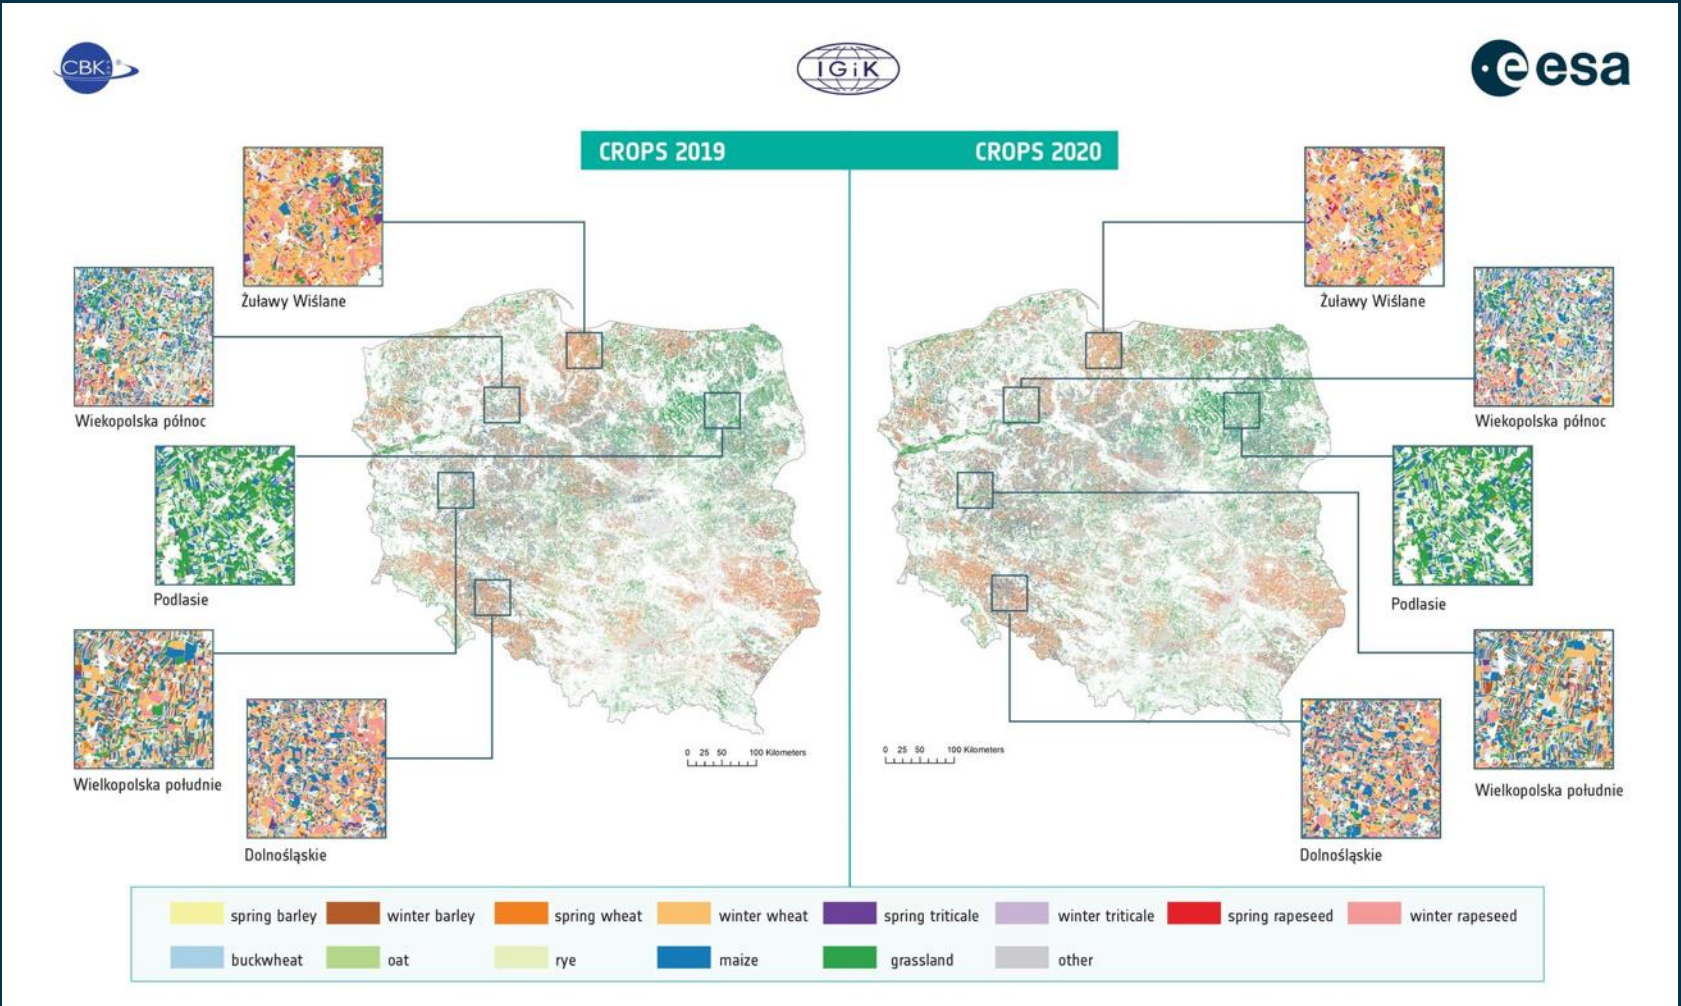 CBK
IGiK
esa
CROPS 2019
CROPS 2020
Żuławy Wiślane
Wiekopolska północ
Podlasie
Wielkopolska południe
Dolnośląskie
0 25 50 100 Kilometers
Żuławy Wiślane
Wiekopolska północ
Podlasie
Wielkopolska południe
Dolnośląskie
0 25 50 100 Kilometers
spring barley winter barley spring wheat winter wheat spring triticale winter triticale spring rapeseed winter rapeseed
buckwheat oat rye maize grassland other